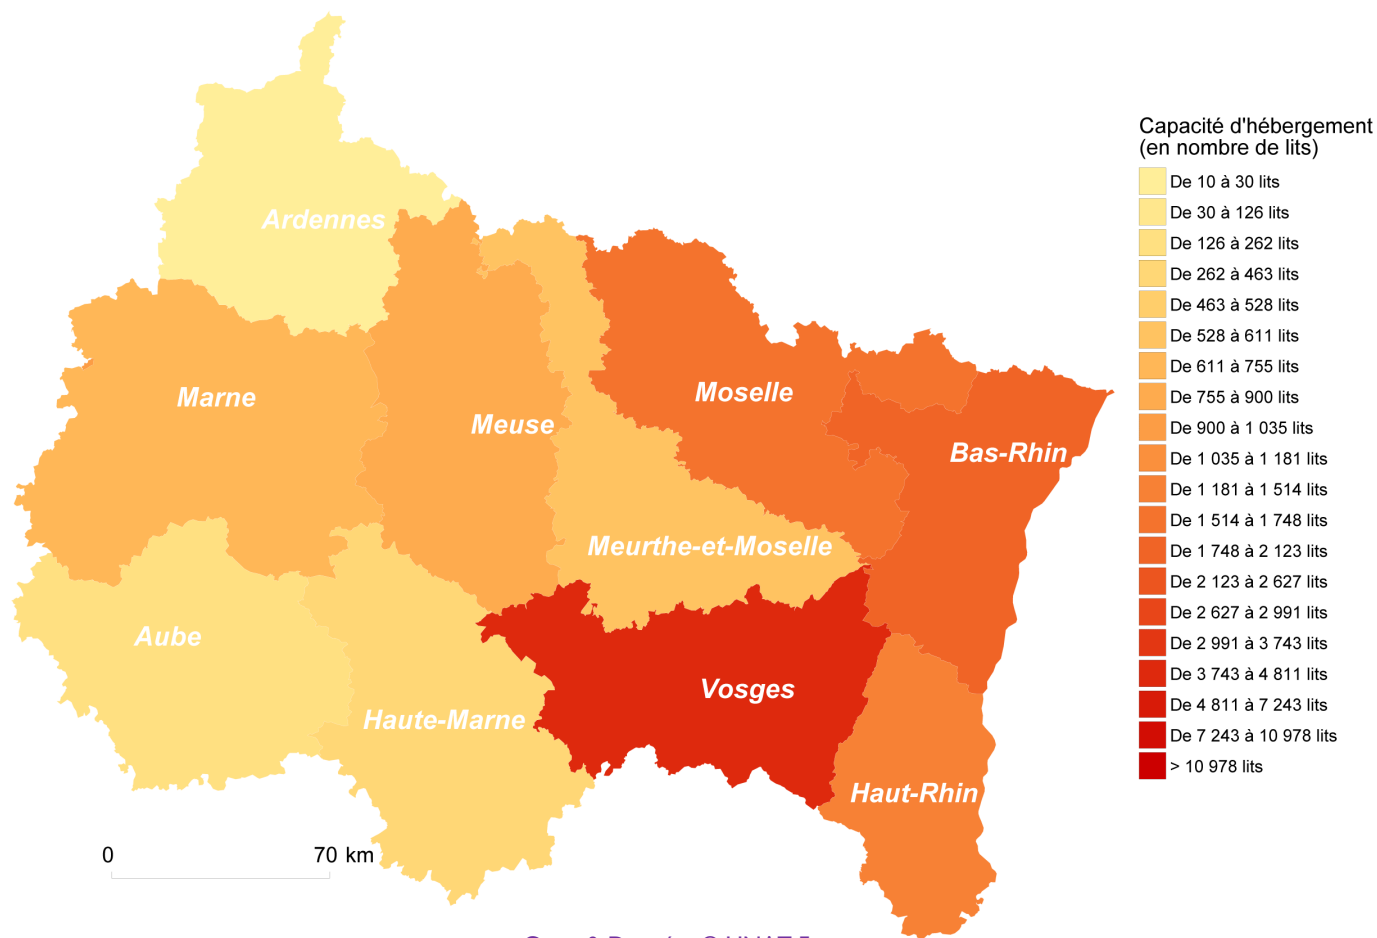 Capacité d'hébergement
(en nombre de lits)
De 10 à 30 lits
De 30 à 126 lits
De 126 à 262 lits
De 262 à 463 lits
De 463 à 528 lits
De 528 à 611 lits
De 611 à 755 lits
De 755 à 900 lits
De 900 à 1 035 lits
De 1 035 à 1 181 lits
De 1 181 à 1 514 lits
De 1 514 à 1 748 lits
De 1 748 à 2 123 lits
De 2 123 à 2 627 lits
De 2 627 à 2 991 lits
De 2 991 à 3 743 lits
De 3 743 à 4 811 lits
De 4 811 à 7 243 lits
De 7 243 à 10 978 lits
> 10 978 lits
Ardennes
Marne
Meuse
Moselle
Bas-Rhin
Meurthe-et-Moselle
Aube
Haute-Marne
Vosges
Haut-Rhin
0 70 km